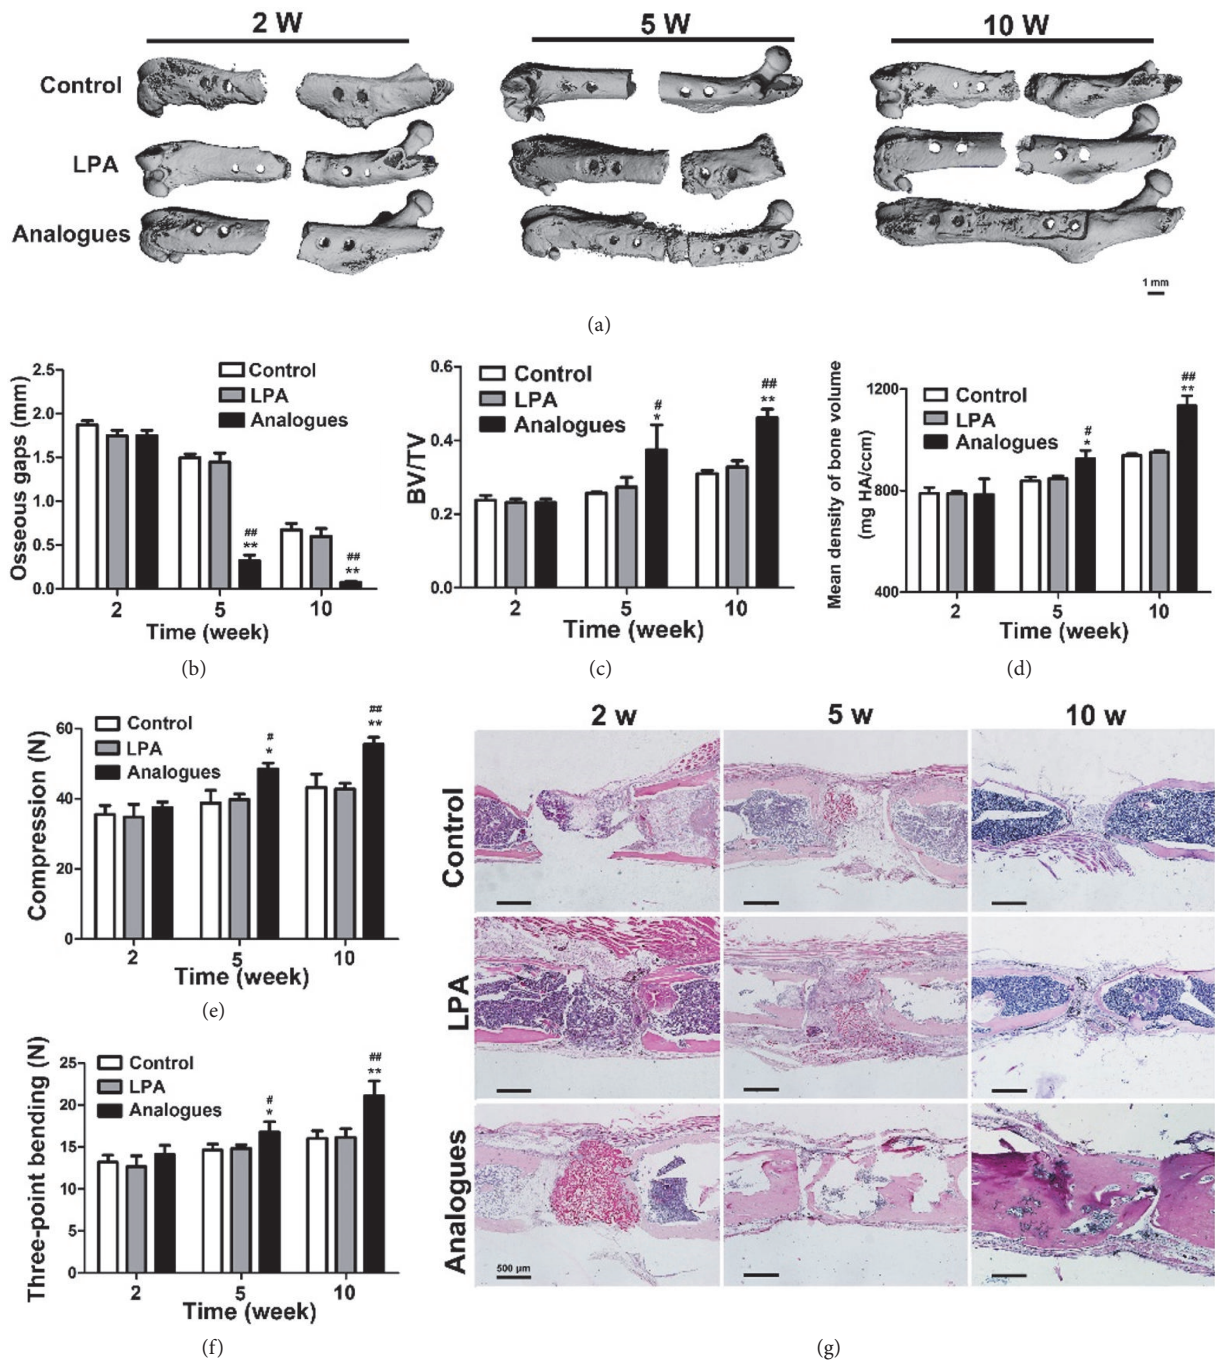 2 W 5 W 10 W
Control
LPA
Analogues
1 mm
(a)
Osseous gaps (mm)
2.5
2.0
1.5
1.0
0.5
0.0
Control
LPA
Analogues
##
**
##
**
2 5 10
Time (week)
(b)
BV/TV
0.6
0.4
0.2
0.0
Control
LPA
Analogues
#
*
##
**
2 5 10
Time (week)
(c)
Mean density of bone volume
(mg HA/ccm)
1200
800
400
Control
LPA
Analogues
#
*
##
**
2 5 10
Time (week)
(d)
Compression (N)
60
40
20
0
Control
LPA
Analogues
#
*
##
**
2 5 10
Time (week)
(e)
Three-point bending (N)
25
20
15
10
5
0
Control
LPA
Analogues
#
*
##
**
2 5 10
Time (week)
(f)
2 w 5 w 10 w
Control
LPA
Analogues
500 µm
(g)